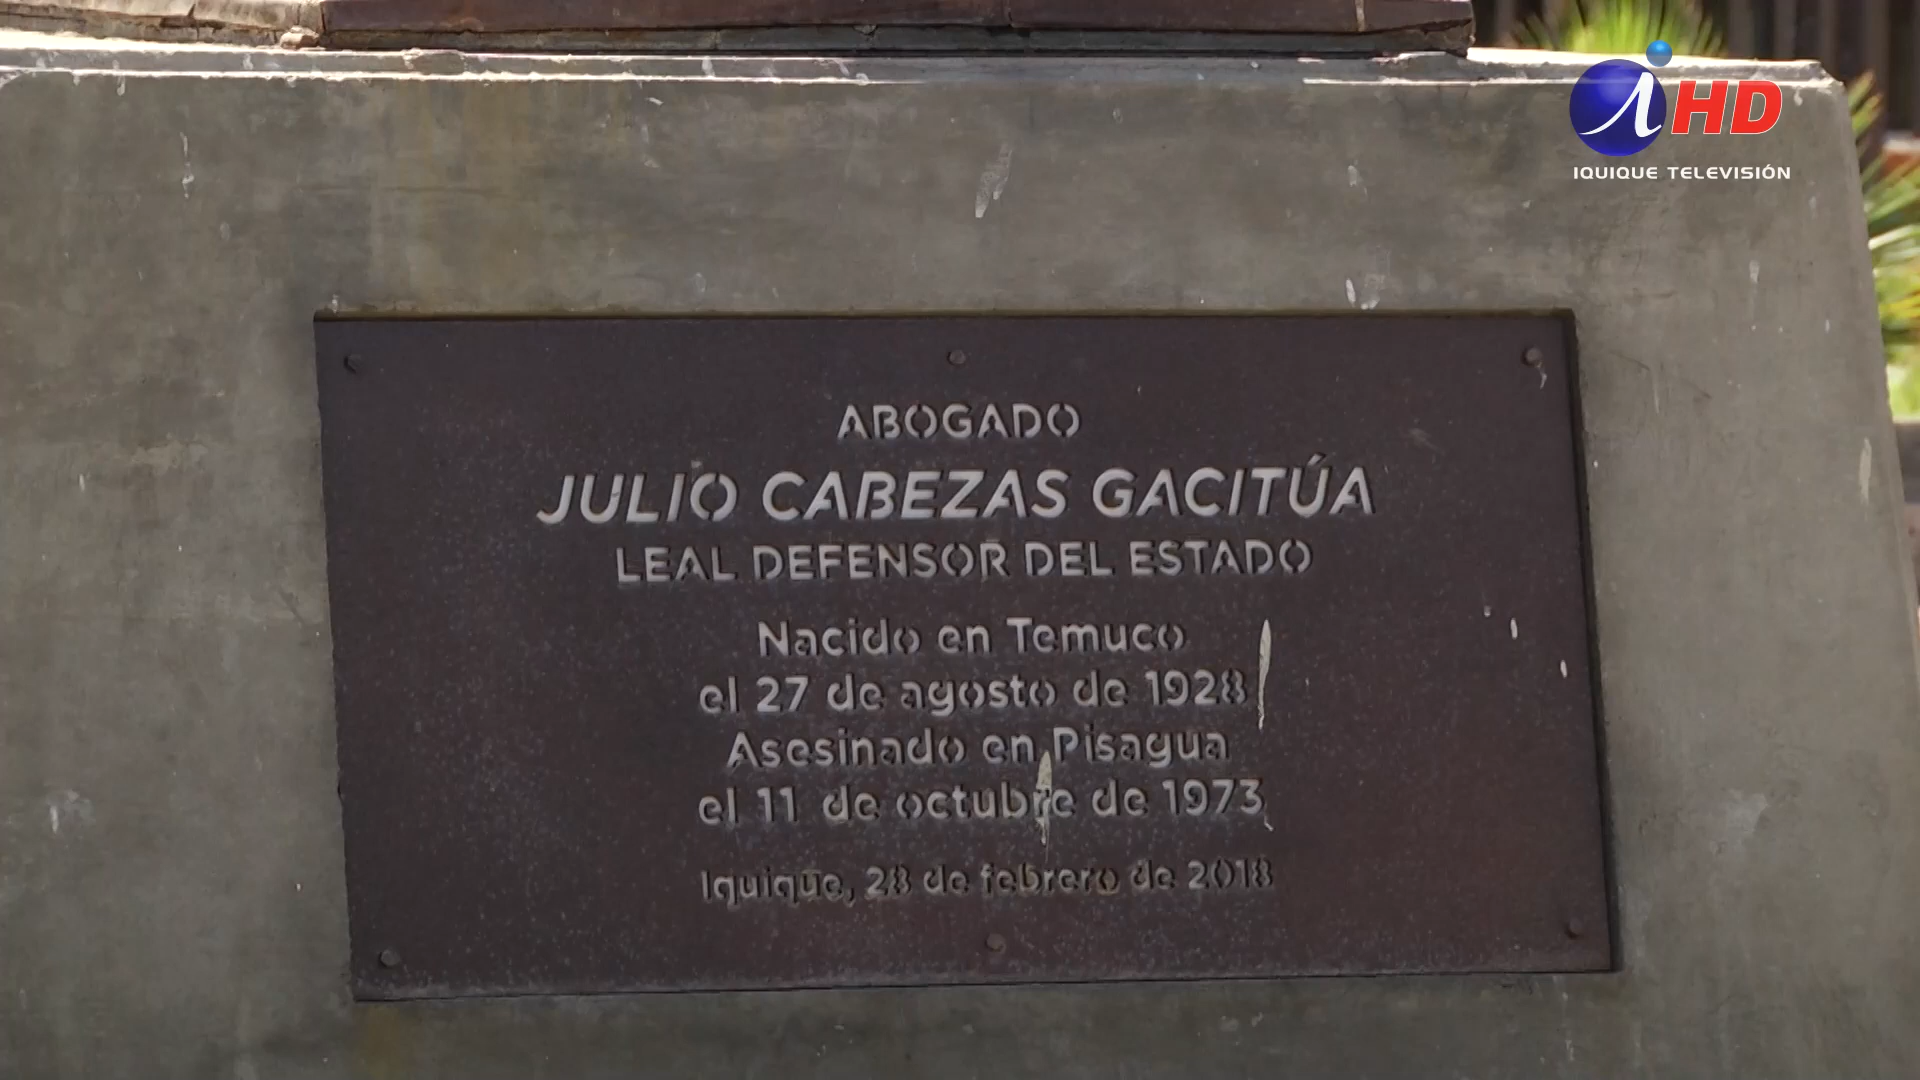 iHD
IQUIQUE TELEVISIÓN
ABOGADO
JULIO CABEZAS GACITÚA
LEAL DEFENSOR DEL ESTADO
Nacido en Temuco
el 27 de agosto de 1928
Asesinado en Pisagua
el 11 de octubre de 1973
Iquique, 28 de febrero de 2018